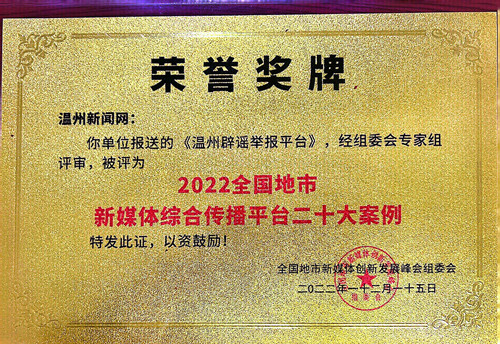 荣誉奖牌
温州新闻网：
你单位报送的《温州辟谣举报平台》，经组委会专家组
评审，被评为
2022全国地市
新媒体综合传播平台二十大案例
特发此证，以资鼓励！
全国地市新媒体创新发展峰会组委会
二〇二二年一十二月一十五日